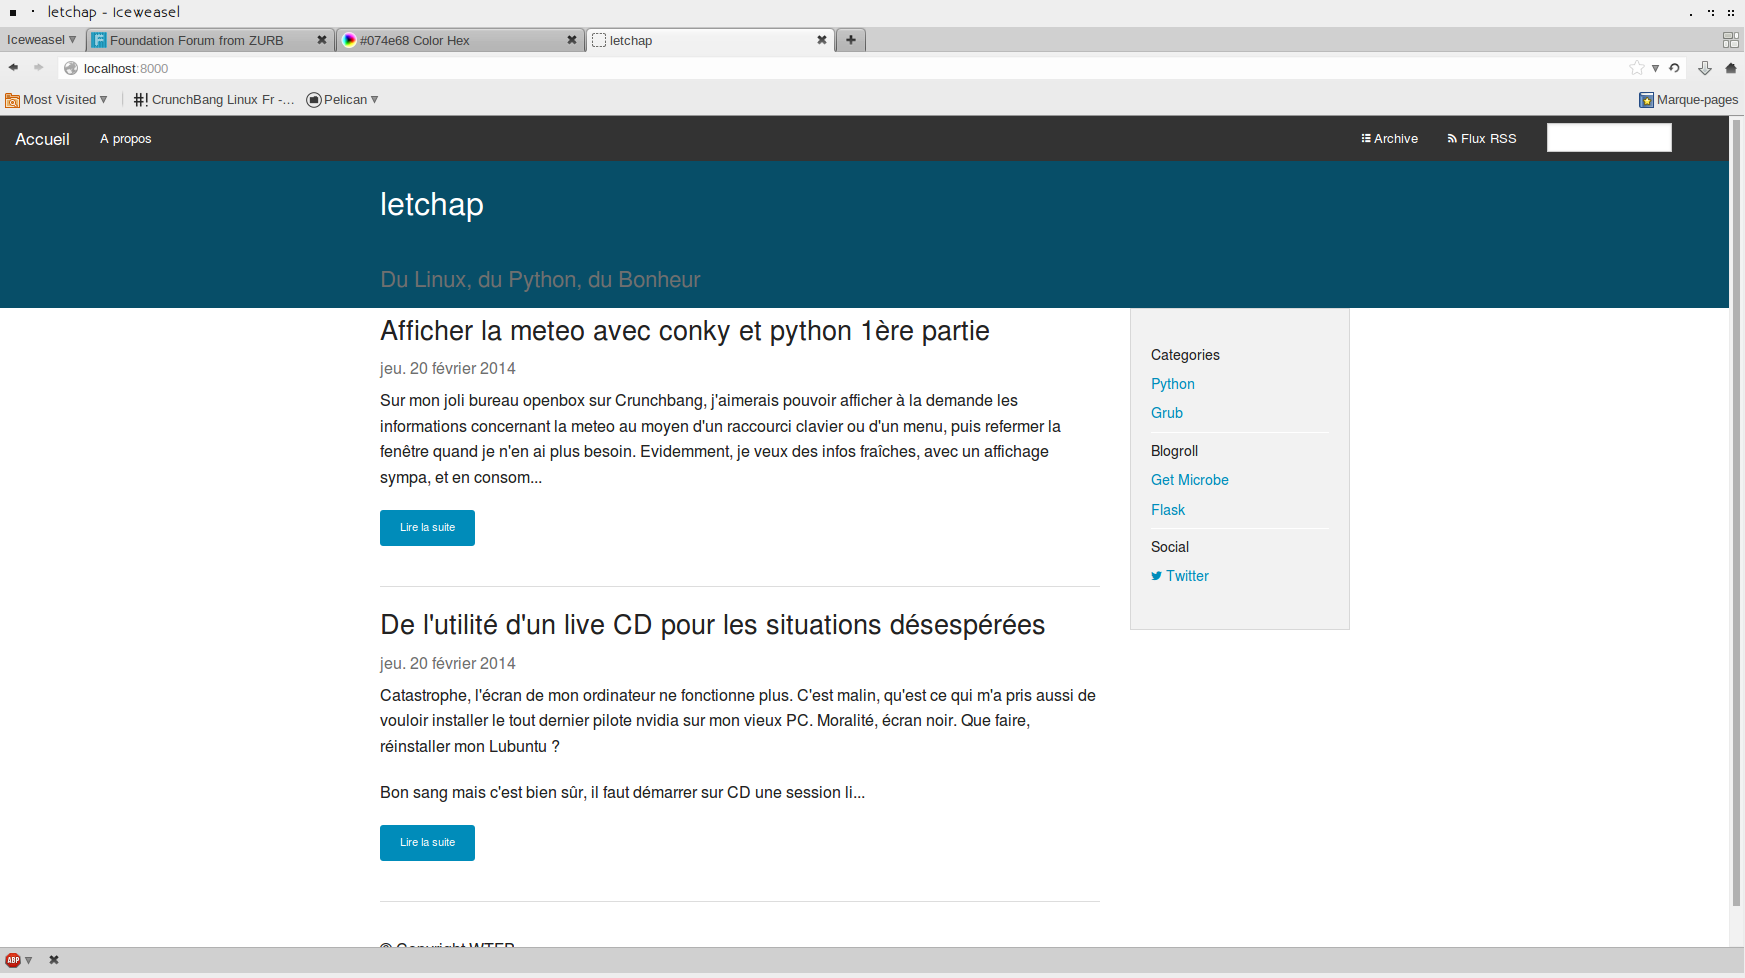 letchap - Iceweasel
Iceweasel
Foundation Forum from ZURB
#074e68 Color Hex
letchap
localhost:8000
Most Visited
#! CrunchBang Linux Fr -...
Pelican
Marque-pages
Accueil
A propos
Archive
Flux RSS
letchap
Du Linux, du Python, du Bonheur
Afficher la meteo avec conky et python 1ère partie
jeu. 20 février 2014
Sur mon joli bureau openbox sur Crunchbang, j'aimerais pouvoir afficher à la demande les
informations concernant la meteo au moyen d'un raccourci clavier ou d'un menu, puis refermer la
fenêtre quand je n'en ai plus besoin. Evidemment, je veux des infos fraîches, avec un affichage
sympa, et en consom...
Lire la suite
De l'utilité d'un live CD pour les situations désespérées
jeu. 20 février 2014
Catastrophe, l'écran de mon ordinateur ne fonctionne plus. C'est malin, qu'est ce qui m'a pris aussi de
vouloir installer le tout dernier pilote nvidia sur mon vieux PC. Moralité, écran noir. Que faire,
réinstaller mon Lubuntu ?
Bon sang mais c'est bien sûr, il faut démarrer sur CD une session li...
Lire la suite
Categories
Python
Grub
Blogroll
Get Microbe
Flask
Social
Twitter
© Copyright WTFP
ABP